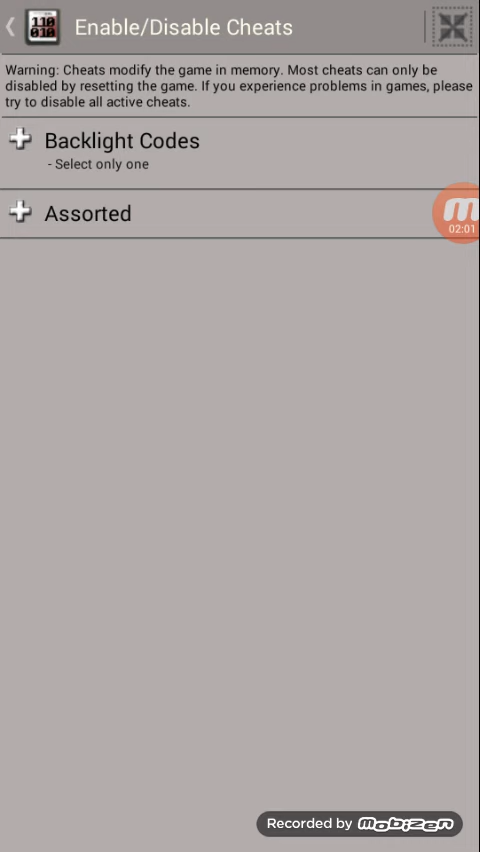 110
010
Enable/Disable Cheats
Warning: Cheats modify the game in memory. Most cheats can only be
disabled by resetting the game. If you experience problems in games, please
try to disable all active cheats.
Backlight Codes
- Select only one
Assorted
02:01
Recorded by mobizen